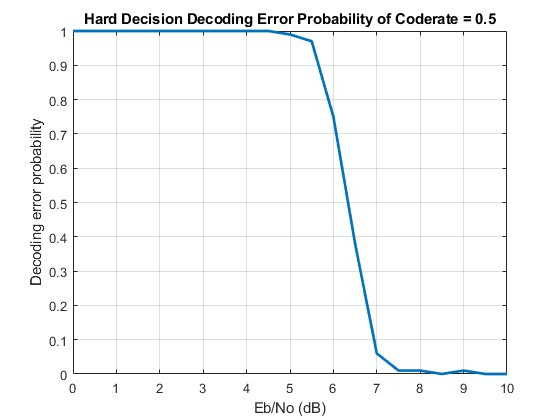 Hard Decision Decoding Error Probability of Coderate = 0.5
1
0.9
0.8
0.7
0.6
0.5
0.4
0.3
0.2
0.1
0
Decoding error probability
0 1 2 3 4 5 6 7 8 9 10
Eb/No (dB)